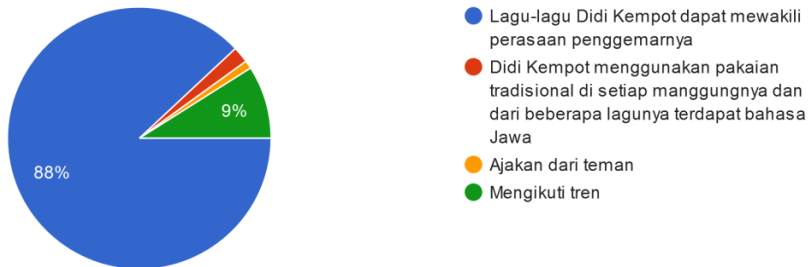 88%
9%
Lagu-lagu Didi Kempot dapat mewakili
perasaan penggemarnya
Didi Kempot menggunakan pakaian
tradisional di setiap manggungnya dan
dari beberapa lagunya terdapat bahasa
Jawa
Ajakan dari teman
Mengikuti tren